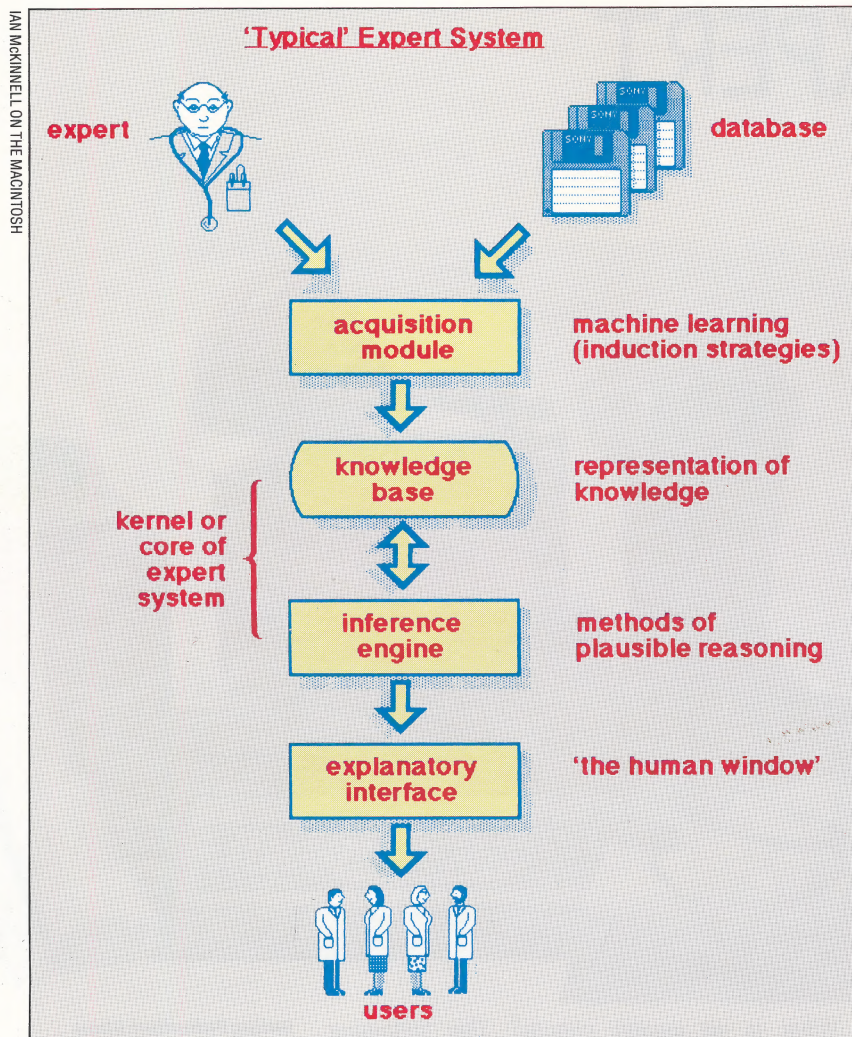 IAN McKINNELL ON THE MACINTOSH
'Typical' Expert System
expert
SONY
SONY
database
acquisition
module
machine learning
(induction strategies)
knowledge
base
representation of
knowledge
kernel or
core of
expert
system
inference
engine
methods of
plausible reasoning
explanatory
interface
'the human window'
users